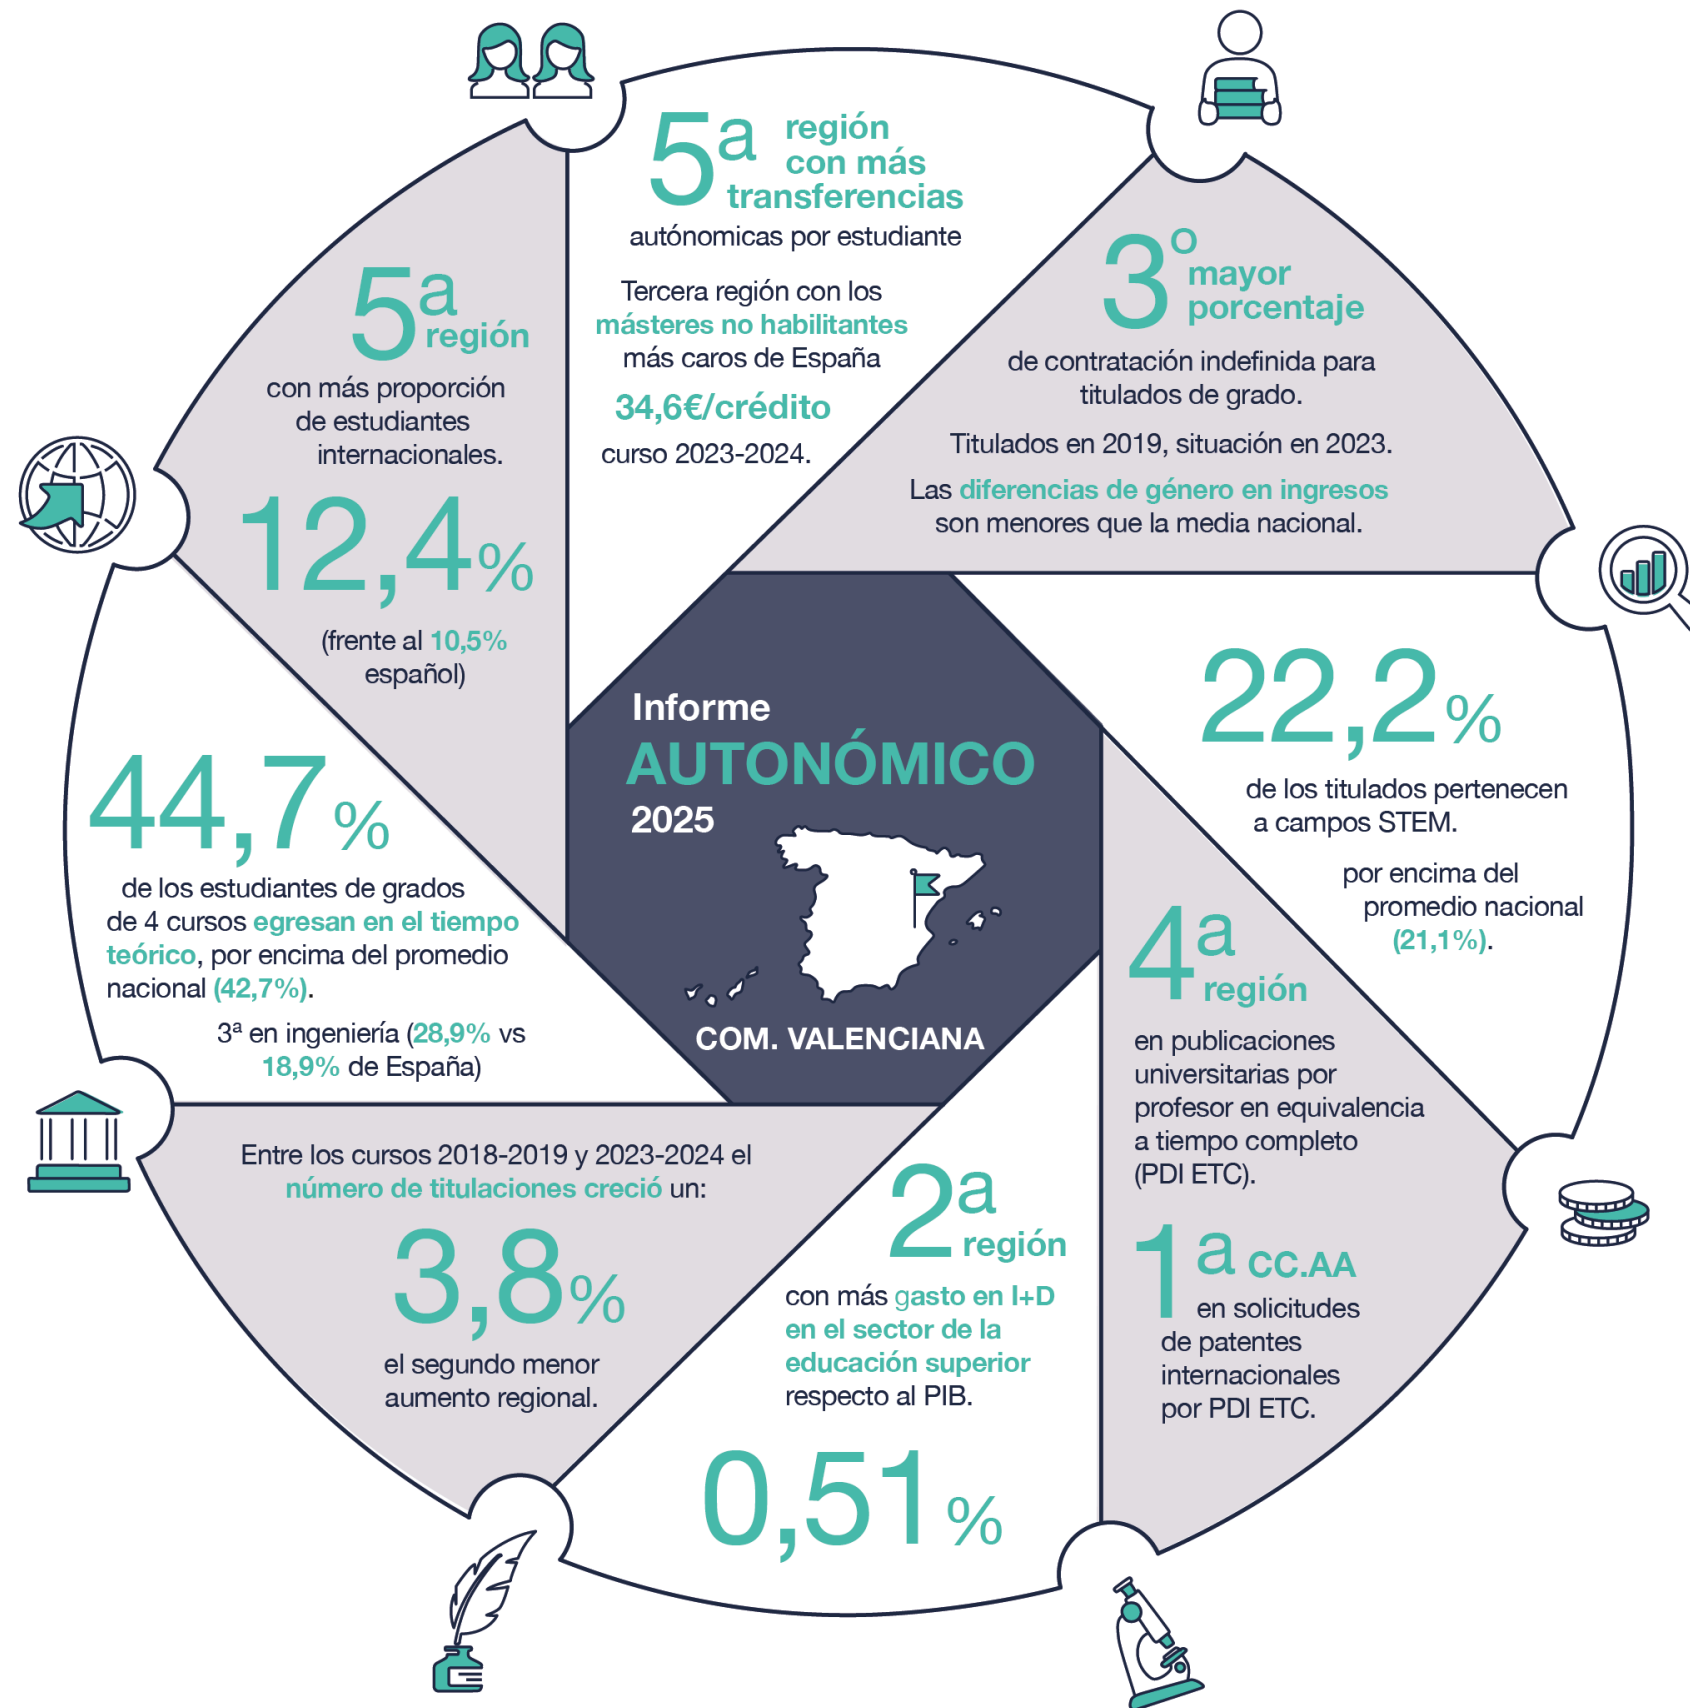 5ª región
con más
transferencias
autónomicas por estudiante
Tercera región con los
másteres no habilitantes
más caros de España
34,6€/crédito
curso 2023-2024.
3º mayor
porcentaje
de contratación indefinida para
titulados de grado.
Titulados en 2019, situación en 2023.
Las diferencias de género en ingresos
son menores que la media nacional.
22,2%
de los titulados pertenecen
a campos STEM.
por encima del
promedio nacional
(21,1%).
4ª
región
en publicaciones
universitarias por
profesor en equivalencia
a tiempo completo
(PDI ETC).
1ª CC.AA
en solicitudes
de patentes
internacionales
por PDI ETC.
2ª
región
con más gasto en I+D
en el sector de la
educación superior
respecto al PIB.
0,51%
Entre los cursos 2018-2019 y 2023-2024 el
número de titulaciones creció un:
3,8%
el segundo menor
aumento regional.
44,7%
de los estudiantes de grados
de 4 cursos egresan en el tiempo
teórico, por encima del promedio
nacional (42,7%).
3ª en ingeniería (28,9% vs
18,9% de España)
5ª
región
con más proporción
de estudiantes
internacionales.
12,4%
(frente al 10,5%
español)
Informe
AUTONÓMICO
2025
COM. VALENCIANA